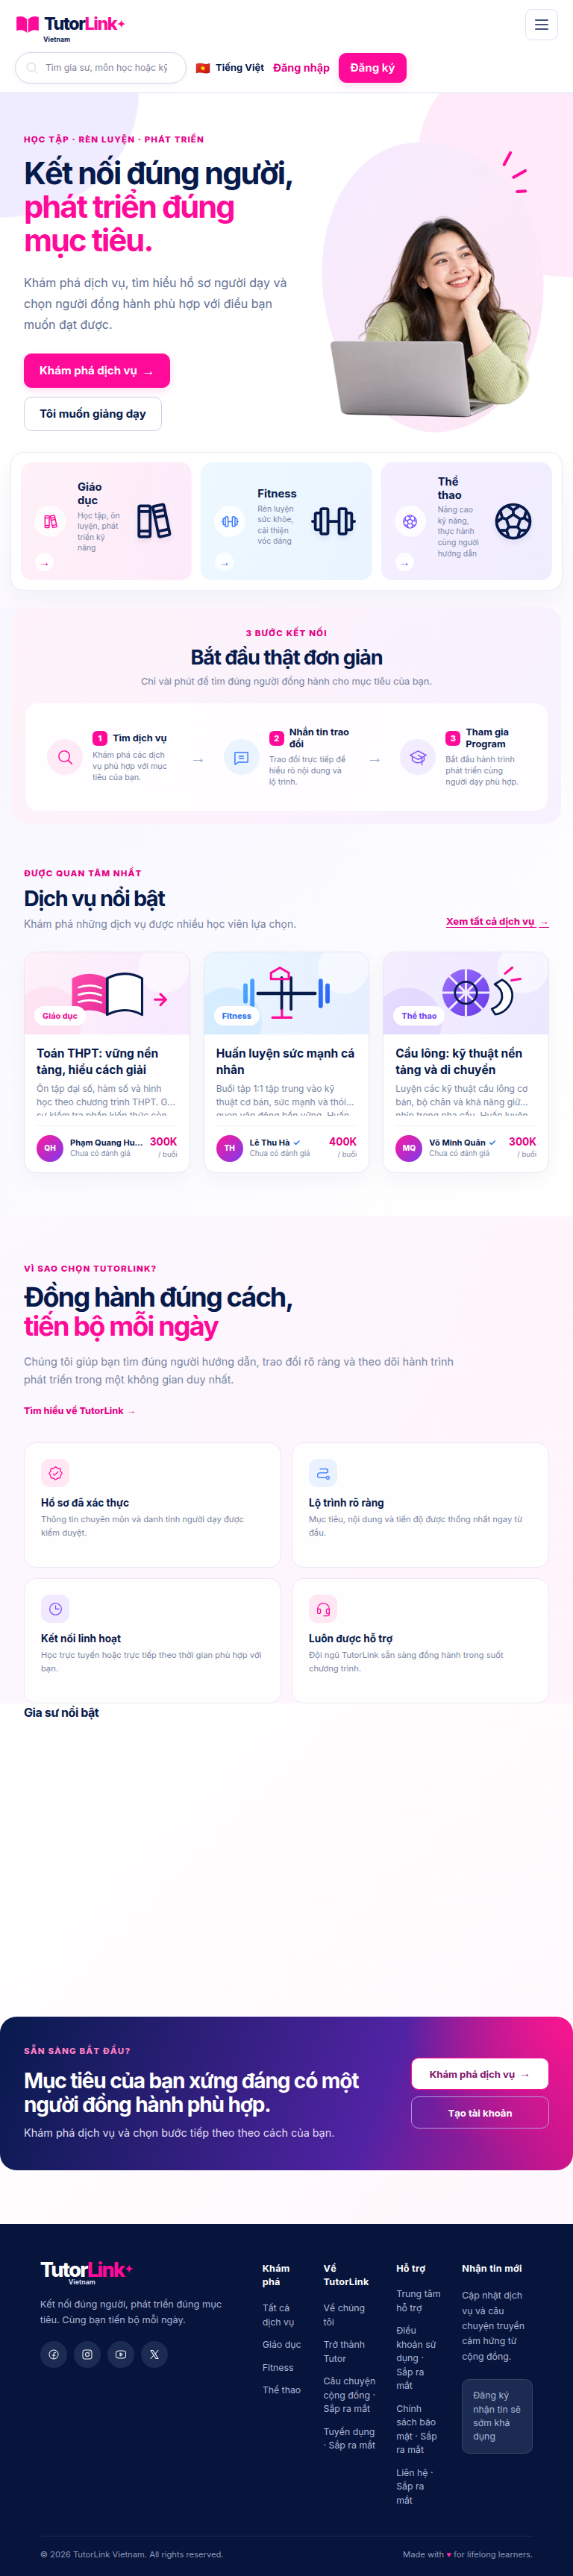 TutorLink
Vietnam
Tìm gia sư, môn học hoặc kỹ
Tiếng Việt
Đăng nhập
Đăng ký
HỌC TẬP · RÈN LUYỆN · PHÁT TRIỂN
Kết nối đúng người,
phát triển đúng
mục tiêu.
Khám phá dịch vụ, tìm hiểu hồ sơ người dạy và
chọn người đồng hành phù hợp với điều bạn
muốn đạt được.
Khám phá dịch vụ →
Tôi muốn giảng dạy
Giáo
dục
Học tập, ôn
luyện, phát
triển kỹ
năng
→
Fitness
Rèn luyện
sức khỏe,
cải thiện
vóc dáng
→
Thể
thao
Nâng cao
kỹ năng,
thực hành
cùng người
hướng dẫn
→
3 BƯỚC KẾT NỐI
Bắt đầu thật đơn giản
Chỉ vài phút để tìm đúng người đồng hành cho mục tiêu của bạn.
1 Tìm dịch vụ
Khám phá các dịch
vụ phù hợp với mục
tiêu của bạn.
→
2 Nhắn tin trao
đổi
Trao đổi trực tiếp để
hiểu rõ nội dung và
lộ trình.
→
3 Tham gia
Program
Bắt đầu hành trình
phát triển cùng
người dạy phù hợp.
ĐƯỢC QUAN TÂM NHẤT
Dịch vụ nổi bật
Khám phá những dịch vụ được nhiều học viên lựa chọn.
Xem tất cả dịch vụ →
Giáo dục
Toán THPT: vững nền
tảng, hiểu cách giải
Ôn tập đại số, hàm số và hình
học theo chương trình THPT. G...
sư kiểm tra phần kiến thức còn
QH
Phạm Quang Hu...
Chưa có đánh giá
300K
/ buổi
Fitness
Huấn luyện sức mạnh cá
nhân
Buổi tập 1:1 tập trung vào kỹ
thuật cơ bản, sức mạnh và thói...
quen vận động bền vững. Huấn
TH
Lê Thu Hà ✓
Chưa có đánh giá
400K
/ buổi
Thể thao
Cầu lông: kỹ thuật nền
tảng và di chuyển
Luyện các kỹ thuật cầu lông cơ
bản, bộ chân và khả năng giữ...
nhịp trong pha cầu. Huấn luyện
MQ
Võ Minh Quân ✓
Chưa có đánh giá
300K
/ buổi
VÌ SAO CHỌN TUTORLINK?
Đồng hành đúng cách,
tiến bộ mỗi ngày
Chúng tôi giúp bạn tìm đúng người hướng dẫn, trao đổi rõ ràng và theo dõi hành trình
phát triển trong một không gian duy nhất.
Tìm hiểu về TutorLink →
Hồ sơ đã xác thực
Thông tin chuyên môn và danh tính người dạy được
kiểm duyệt.
Lộ trình rõ ràng
Mục tiêu, nội dung và tiến độ được thống nhất ngay từ
đầu.
Kết nối linh hoạt
Học trực tuyến hoặc trực tiếp theo thời gian phù hợp với
bạn.
Luôn được hỗ trợ
Đội ngũ TutorLink sẵn sàng đồng hành trong suốt
chương trình.
Gia sư nổi bật
SẴN SÀNG BẮT ĐẦU?
Mục tiêu của bạn xứng đáng có một
người đồng hành phù hợp.
Khám phá dịch vụ và chọn bước tiếp theo theo cách của bạn.
Khám phá dịch vụ →
Tạo tài khoản
TutorLink
Vietnam
Kết nối đúng người, phát triển đúng mục
tiêu. Cùng bạn tiến bộ mỗi ngày.
Khám
phá
Tất cả
dịch vụ
Giáo dục
Fitness
Thể thao
Về
TutorLink
Về chúng
tôi
Trở thành
Tutor
Câu chuyện
cộng đồng ·
Sắp ra mắt
Tuyển dụng
· Sắp ra mắt
Hỗ trợ
Trung tâm
hỗ trợ
Điều
khoản sử
dụng ·
Sắp ra
mắt
Chính
sách bảo
mật · Sắp
ra mắt
Liên hệ ·
Sắp ra
mắt
Nhận tin mới
Cập nhật dịch
vụ và câu
chuyện truyền
cảm hứng từ
cộng đồng.
Đăng ký
nhận tin sẽ
sớm khả
dụng
© 2026 TutorLink Vietnam. All rights reserved.
Made with ♥ for lifelong learners.